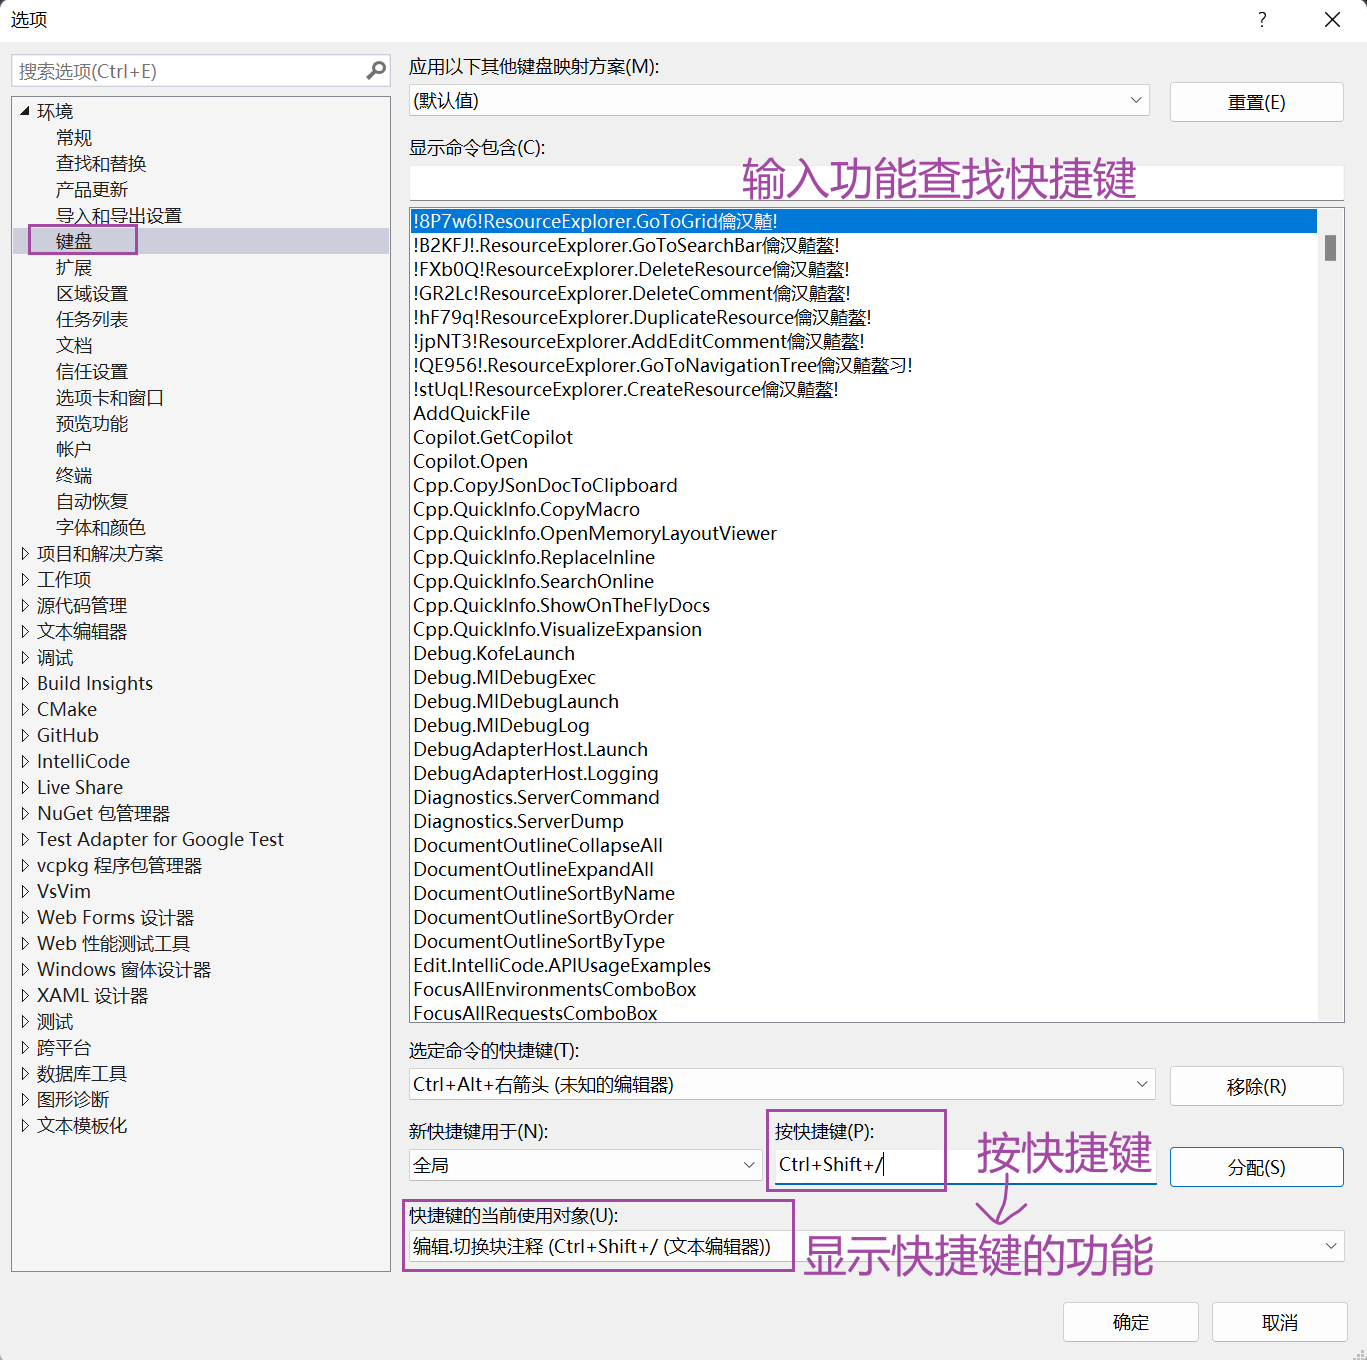 选项
?
搜索选项(Ctrl+E)
环境
常规
查找和替换
产品更新
导入和导出设置
键盘
扩展
区域设置
任务列表
文档
信任设置
选项卡和窗口
预览功能
帐户
终端
自动恢复
字体和颜色
项目和解决方案
工作项
源代码管理
文本编辑器
调试
Build Insights
CMake
GitHub
IntelliCode
Live Share
NuGet 包管理器
Test Adapter for Google Test
vcpkg 程序包管理器
VsVim
Web Forms 设计器
Web 性能测试工具
Windows 窗体设计器
XAML 设计器
测试
跨平台
数据库工具
图形诊断
文本模板化
应用以下其他键盘映射方案(M):
(默认值)
重置(E)
显示命令包含(C):
输入功能查找快捷键
!8P7w6!ResourceExplorer.GoToGrid儏汉齄!
!B2KFJ!.ResourceExplorer.GoToSearchBar儏汉齄鳌!
!FXb0Q!ResourceExplorer.DeleteResource儏汉齄鳌!
!GR2Lc!ResourceExplorer.DeleteComment儏汉齄鳌!
!hF79q!ResourceExplorer.DuplicateResource儏汉齄鳌!
!jpNT3!ResourceExplorer.AddEditComment儏汉齄鳌!
!QE956!.ResourceExplorer.GoToNavigationTree儏汉齄鳌习!
!stUqL!ResourceExplorer.CreateResource儏汉齄鳌!
AddQuickFile
Copilot.GetCopilot
Copilot.Open
Cpp.CopyJSonDocToClipboard
Cpp.QuickInfo.CopyMacro
Cpp.QuickInfo.OpenMemoryLayoutViewer
Cpp.QuickInfo.ReplaceInline
Cpp.QuickInfo.SearchOnline
Cpp.QuickInfo.ShowOnTheFlyDocs
Cpp.QuickInfo.VisualizeExpansion
Debug.KofeLaunch
Debug.MIDebugExec
Debug.MIDebugLaunch
Debug.MIDebugLog
DebugAdapterHost.Launch
DebugAdapterHost.Logging
Diagnostics.ServerCommand
Diagnostics.ServerDump
DocumentOutlineCollapseAll
DocumentOutlineExpandAll
DocumentOutlineSortByName
DocumentOutlineSortByOrder
DocumentOutlineSortByType
Edit.IntelliCode.APIUsageExamples
FocusAllEnvironmentsComboBox
FocusAllRequestsComboBox
选定命令的快捷键(T):
Ctrl+Alt+右箭头 (未知的编辑器)
移除(R)
新快捷键用于(N):
全局
按快捷键(P):
Ctrl+Shift+/
按快捷键
分配(S)
快捷键的当前使用对象(U):
编辑.切换块注释 (Ctrl+Shift+/ (文本编辑器))
显示快捷键的功能
确定
取消